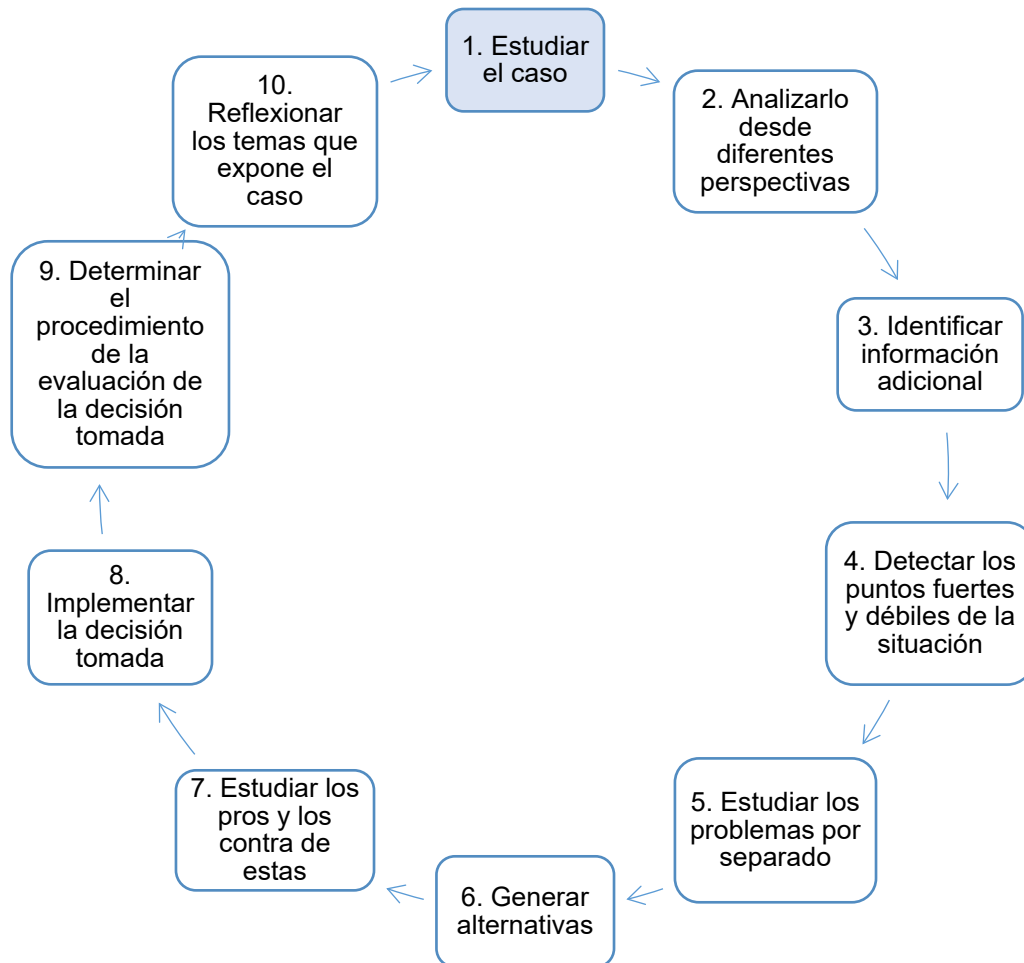 1. Estudiar
el caso
2. Analizarlo
desde
diferentes
perspectivas
3. Identificar
información
adicional
4. Detectar los
puntos fuertes
y débiles de la
situación
5. Estudiar los
problemas por
separado
6. Generar
alternativas
7. Estudiar los
pros y los
contra de
estas
8.
Implementar
la decisión
tomada
9. Determinar
el
procedimiento
de la
evaluación de
la decisión
tomada
10.
Reflexionar
los temas que
expone el
caso